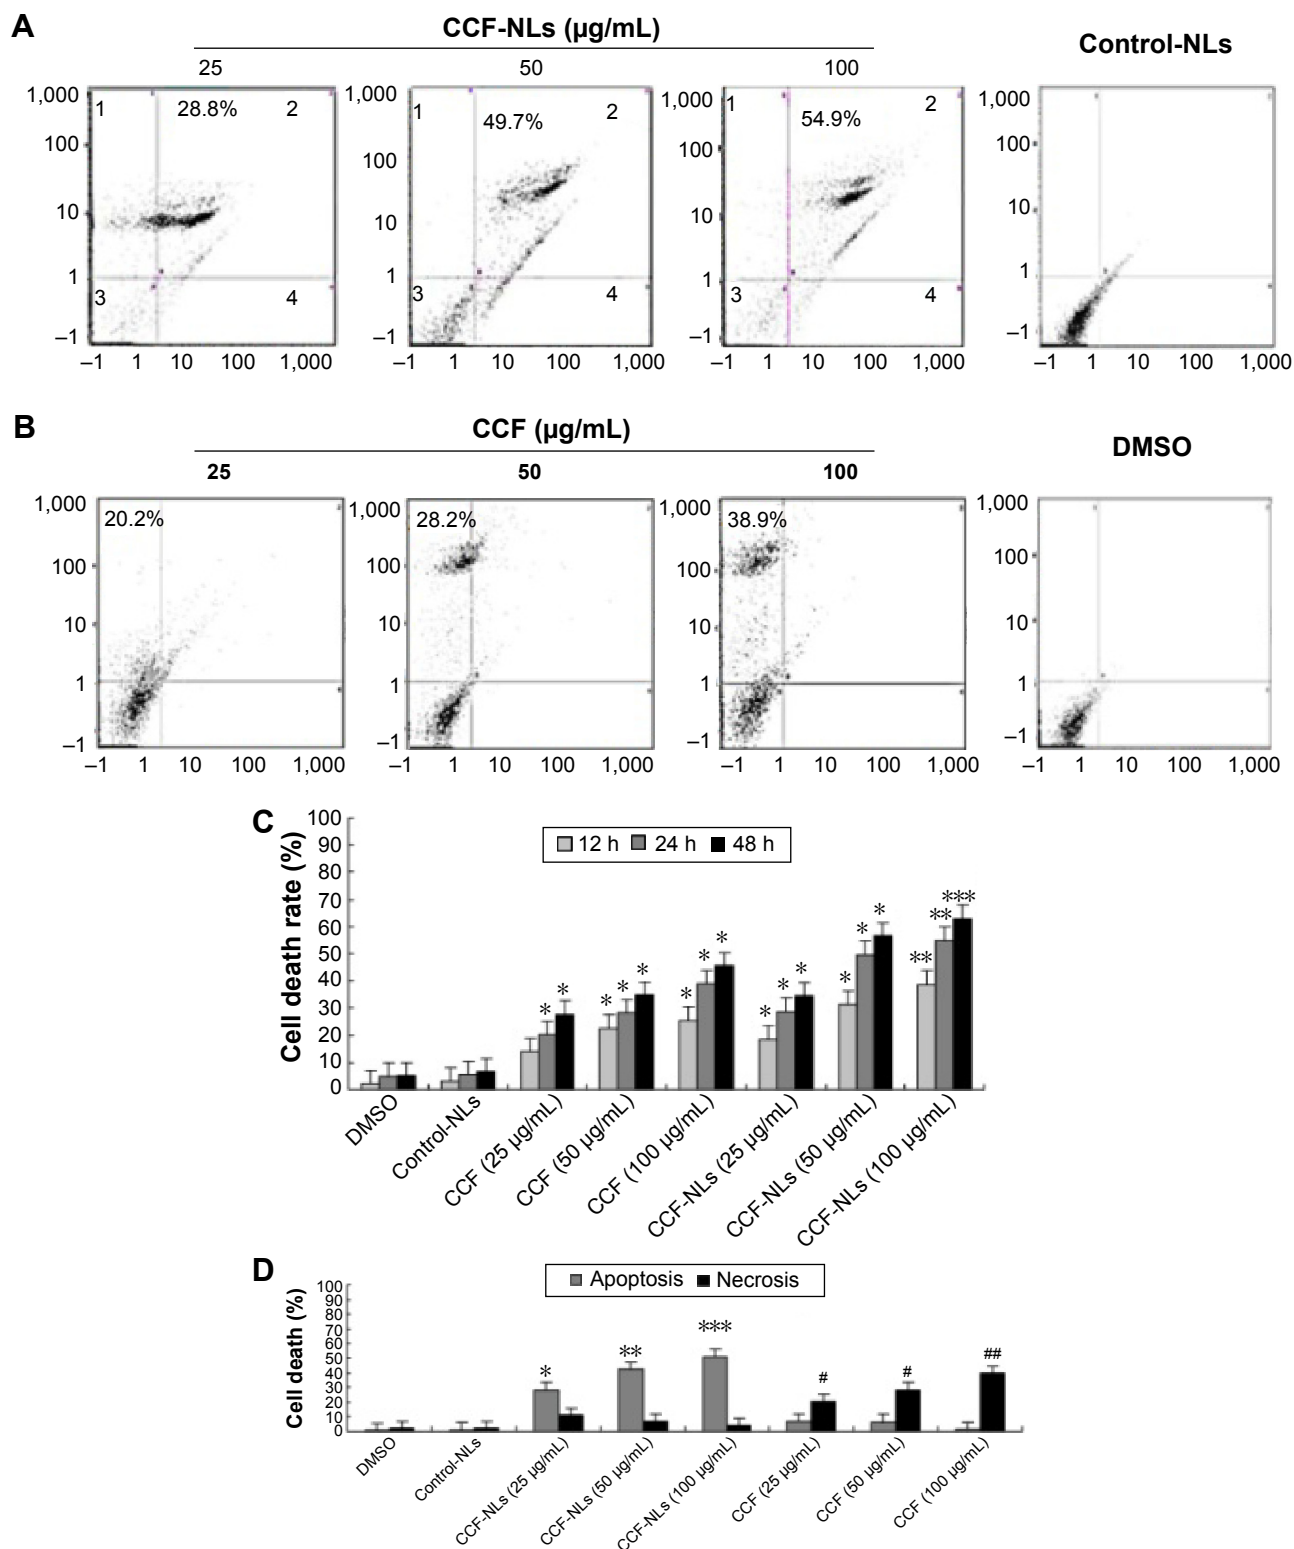 A
CCF-NLs (µg/mL)
Control-NLs
25 50 100
1,000 100 10 1 –1
1 28.8% 2
3 4
–1 1 10 100 1,000
1,000 100 10 1 –1
1 49.7% 2
3 4
–1 1 10 100 1,000
1,000 100 10 1 –1
1 54.9% 2
3 4
–1 1 10 100 1,000
1,000 100 10 1 –1
–1 1 10 100 1,000
B
CCF (µg/mL)
DMSO
25 50 100
1,000 100 10 1 –1
20.2%
–1 1 10 100 1,000
1,000 100 10 1 –1
28.2%
–1 1 10 100 1,000
1,000 100 10 1 –1
38.9%
–1 1 10 100 1,000
1,000 100 10 1 –1
–1 1 10 100 1,000
C
Cell death rate (%)
12 h 24 h 48 h
100
90
80
70
60
50
40
30
20
10
0
* * * * * * * * * * * * * * ** ** ***
DMSO
Control-NLs
CCF (25 µg/mL)
CCF (50 µg/mL)
CCF (100 µg/mL)
CCF-NLs (25 µg/mL)
CCF-NLs (50 µg/mL)
CCF-NLs (100 µg/mL)
D
Cell death (%)
Apoptosis Necrosis
100
90
80
70
60
50
40
30
20
10
0
* ** *** # # ##
DMSO
Control-NLs
CCF-NLs (25 µg/mL)
CCF-NLs (50 µg/mL)
CCF-NLs (100 µg/mL)
CCF (25 µg/mL)
CCF (50 µg/mL)
CCF (100 µg/mL)